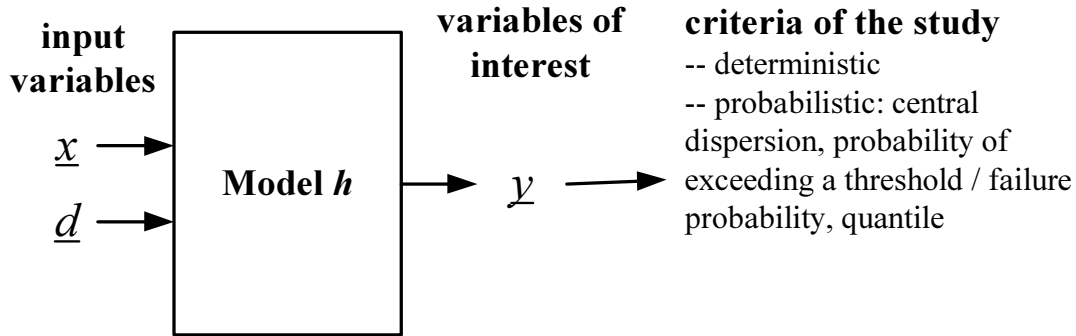 input
variables
x
d
Model h
variables of
interest
y
criteria of the study
-- deterministic
-- probabilistic: central
dispersion, probability of
exceeding a threshold / failure
probability, quantile